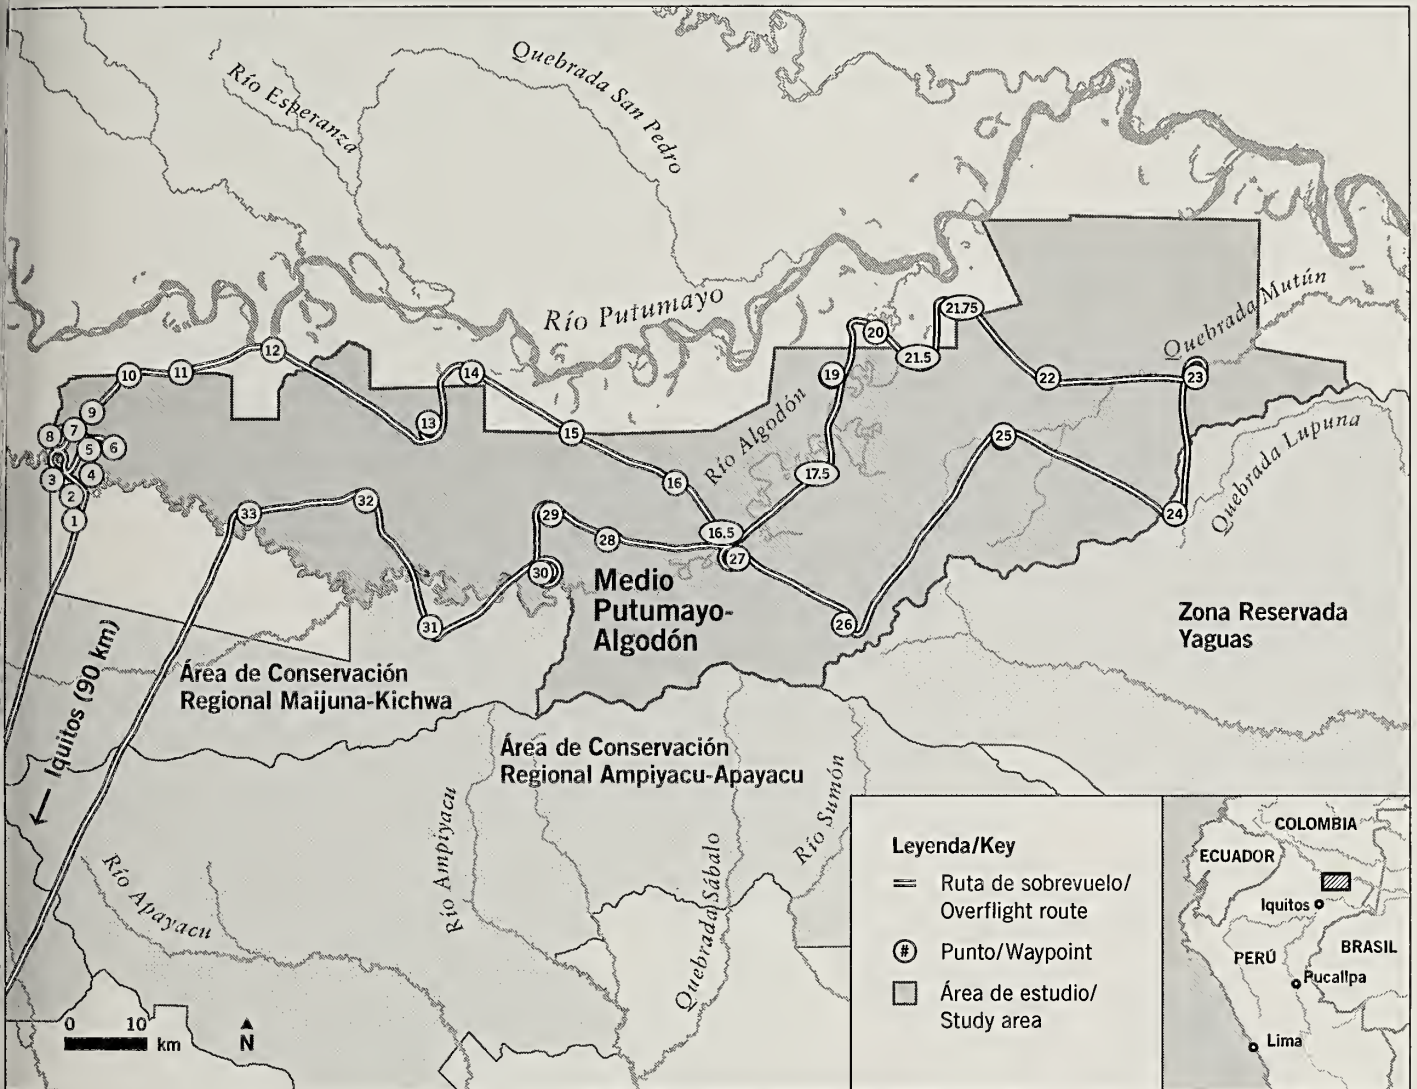 Quebrada San Pedro
Río Esperanza
Río Putumayo
Quebrada Mutún
Quebrada Lupuna
Río Algodón
21.75
20
21.5
12
11
10
14
19
22
23
9
13
15
25
8
7
5
6
3
4
2
1
16
17.5
33
32
29
28
16.5
27
24
30
31
26
Medio
Putumayo-
Algodón
Zona Reservada
Yaguas
Área de Conservación
Regional Maijuna-Kichwa
Iquitos (90 km)
Área de Conservación
Regional Ampiyacu-Apayacu
Río Apayacu
Río Ampiyacu
Quebrada Sábalo
Río Sumón
0 10
km
N
Leyenda/Key
Ruta de sobrevuelo/
Overflight route
# Punto/Waypoint
Área de estudio/
Study area
COLOMBIA
ECUADOR
Iquitos
PERÚ
BRASIL
Pucallpa
Lima